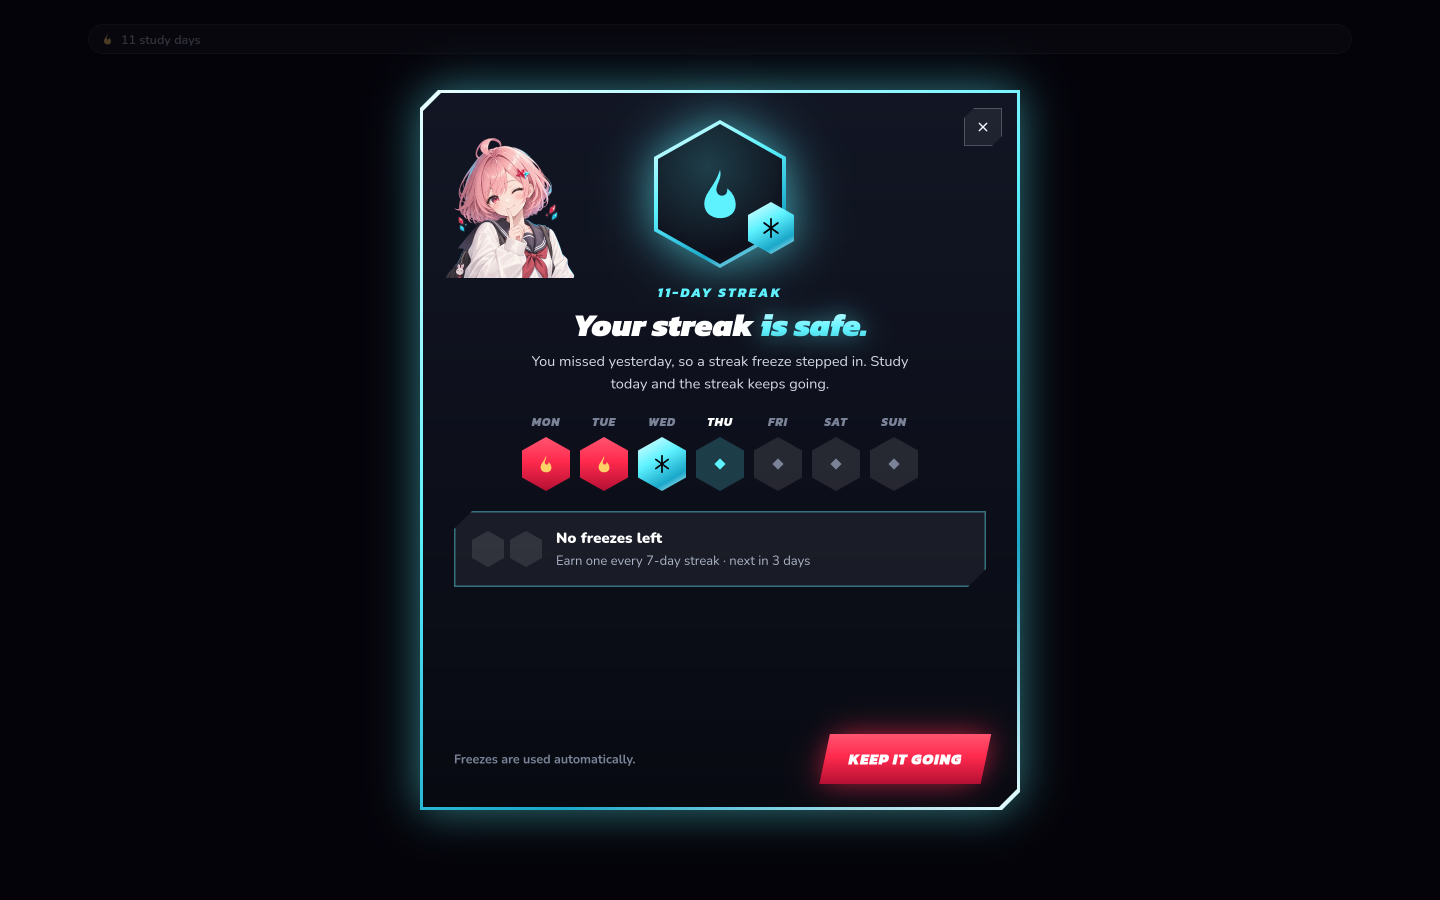 11 study days
11-DAY STREAK
Your streak is safe.
You missed yesterday, so a streak freeze stepped in. Study
today and the streak keeps going.
MON TUE WED THU FRI SAT SUN
No freezes left
Earn one every 7-day streak · next in 3 days
Freezes are used automatically.
KEEP IT GOING